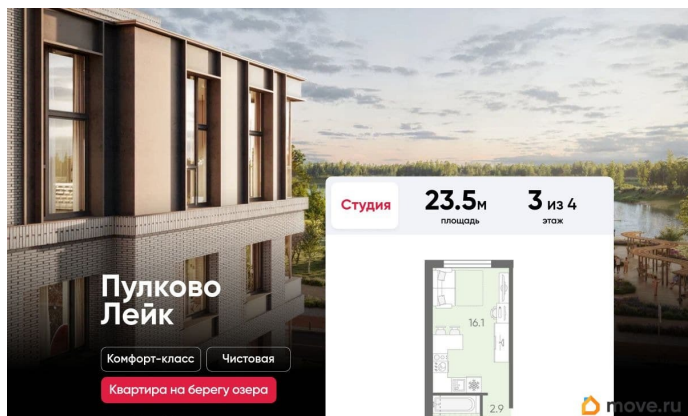 Студия
23.5м
площадь
3 из 4
этаж
Пулково
Лейк
16.1
Комфорт-класс
Чистовая
Квартира на берегу озера
2.9
move.ru